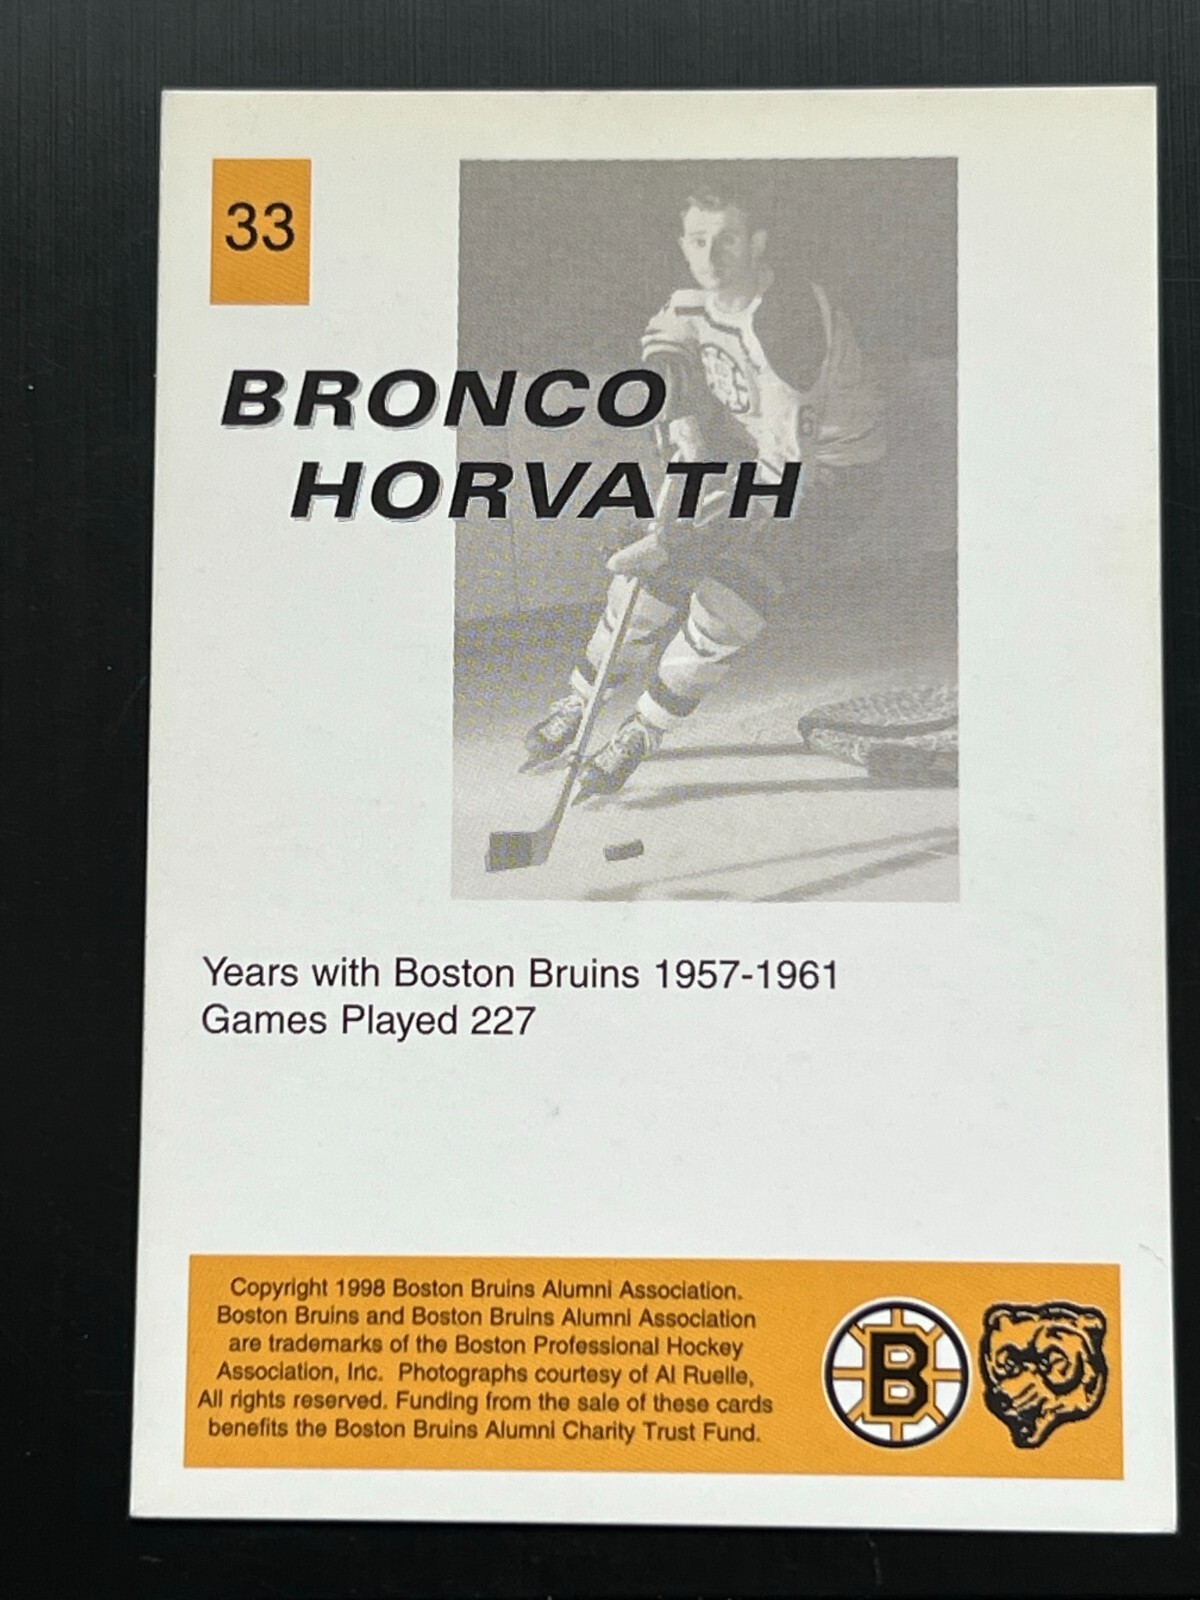 33
BRONCO
HORVATH
6
Years with Boston Bruins 1957-1961
Games Played 227
Copyright 1998 Boston Bruins Alumni Association.
Boston Bruins and Boston Bruins Alumni Association
are trademarks of the Boston Professional Hockey
Association, Inc. Photographs courtesy of Al Ruelle,
All rights reserved. Funding from the sale of these cards
benefits the Boston Bruins Alumni Charity Trust Fund.
B